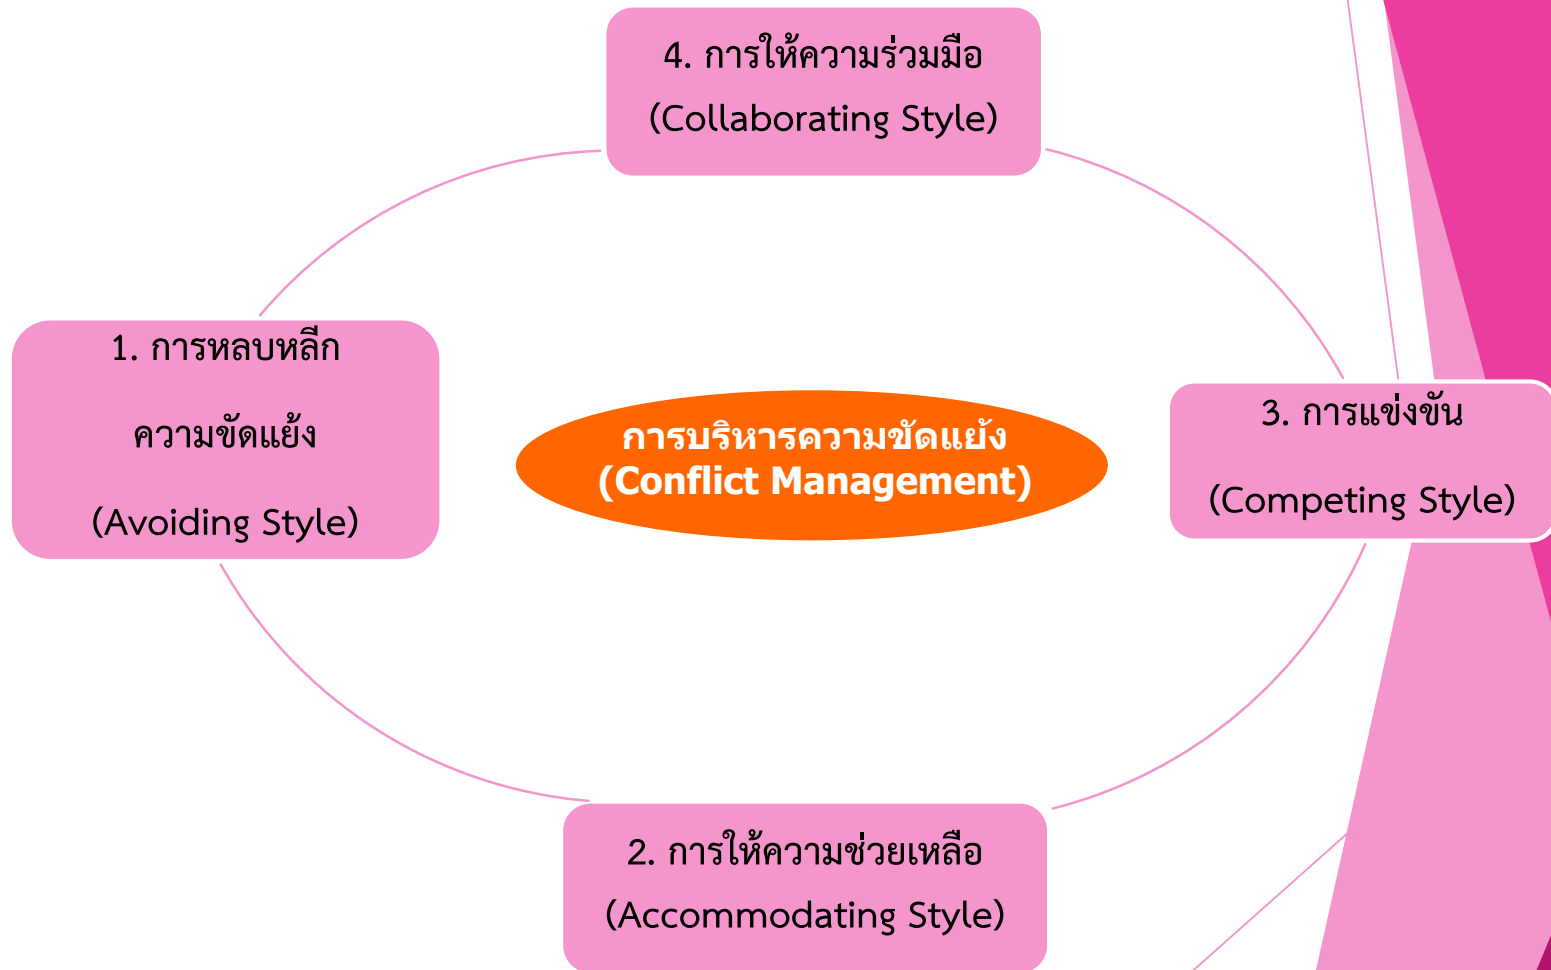 4. การให้ความร่วมมือ
(Collaborating Style)
1. การหลบหลีก
ความขัดแย้ง
(Avoiding Style)
การบริหารความขัดแย้ง
(Conflict Management)
3. การแข่งขัน
(Competing Style)
2. การให้ความช่วยเหลือ
(Accommodating Style)